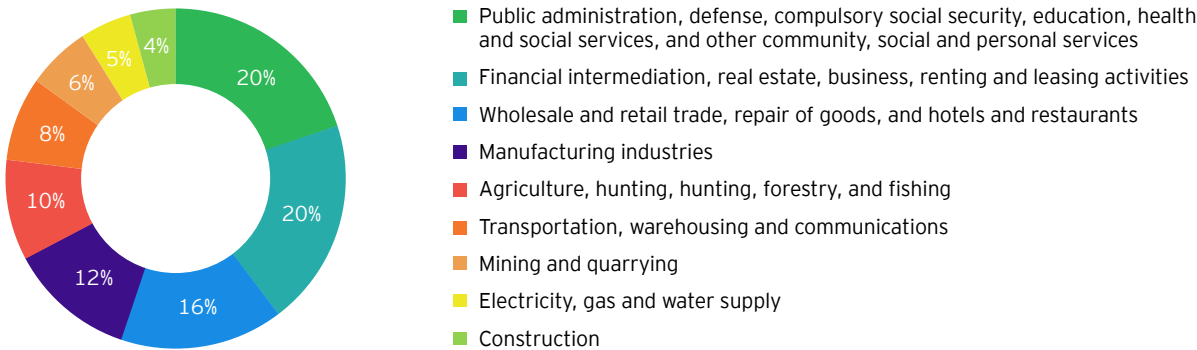 20%
20%
16%
12%
10%
8%
6%
5%
4%
Public administration, defense, compulsory social security, education, health
and social services, and other community, social and personal services
Financial intermediation, real estate, business, renting and leasing activities
Wholesale and retail trade, repair of goods, and hotels and restaurants
Manufacturing industries
Agriculture, hunting, hunting, forestry, and fishing
Transportation, warehousing and communications
Mining and quarrying
Electricity, gas and water supply
Construction